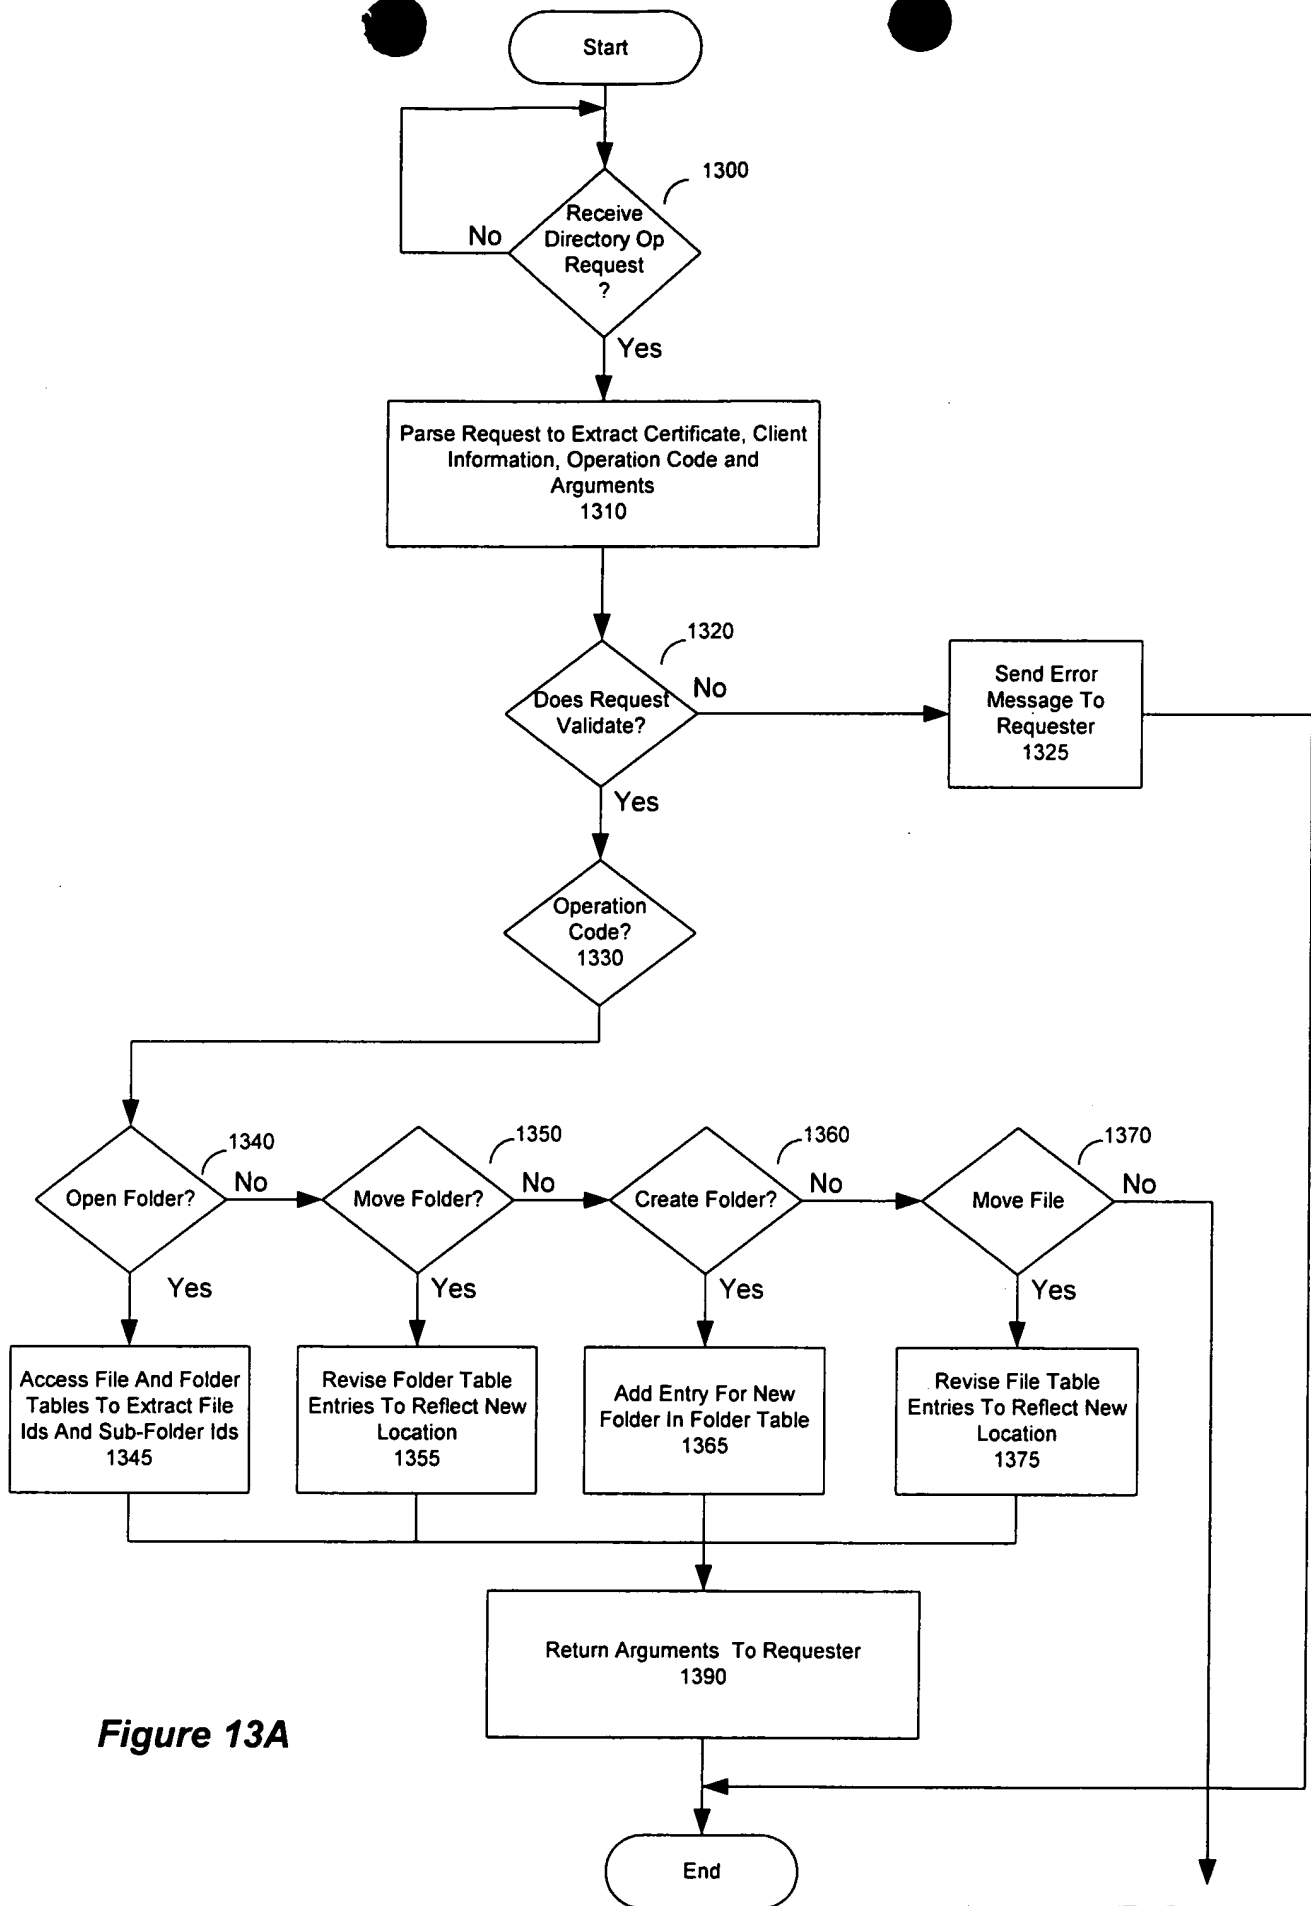 Start
1300
Receive
Directory Op
Request
?
No
Yes
Parse Request to Extract Certificate, Client
Information, Operation Code and
Arguments
1310
1320
Does Request
Validate?
No
Send Error
Message To
Requester
1325
Yes
Operation
Code?
1330
1340
Open Folder?
No
1350
Move Folder?
No
1360
Create Folder?
No
1370
Move File
No
Yes
Yes
Yes
Yes
Access File And Folder
Tables To Extract File
Ids And Sub-Folder Ids
1345
Revise Folder Table
Entries To Reflect New
Location
1355
Add Entry For New
Folder In Folder Table
1365
Revise File Table
Entries To Reflect New
Location
1375
Return Arguments To Requester
1390
Figure 13A
End